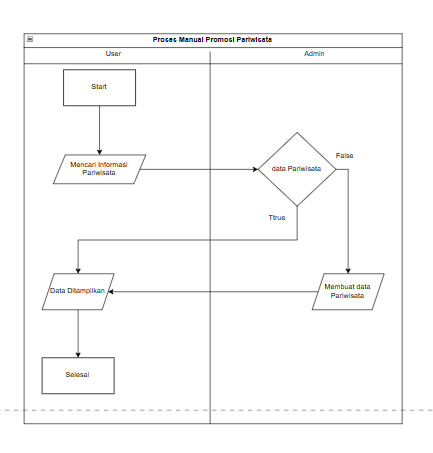 Proses Manual Promosi Pariwisata
User
Admin
Start
Mencari Informasi
Pariwisata
data Pariwisata
False
Ttrue
Data Ditampilkan
Membuat data
Pariwisata
Selesai